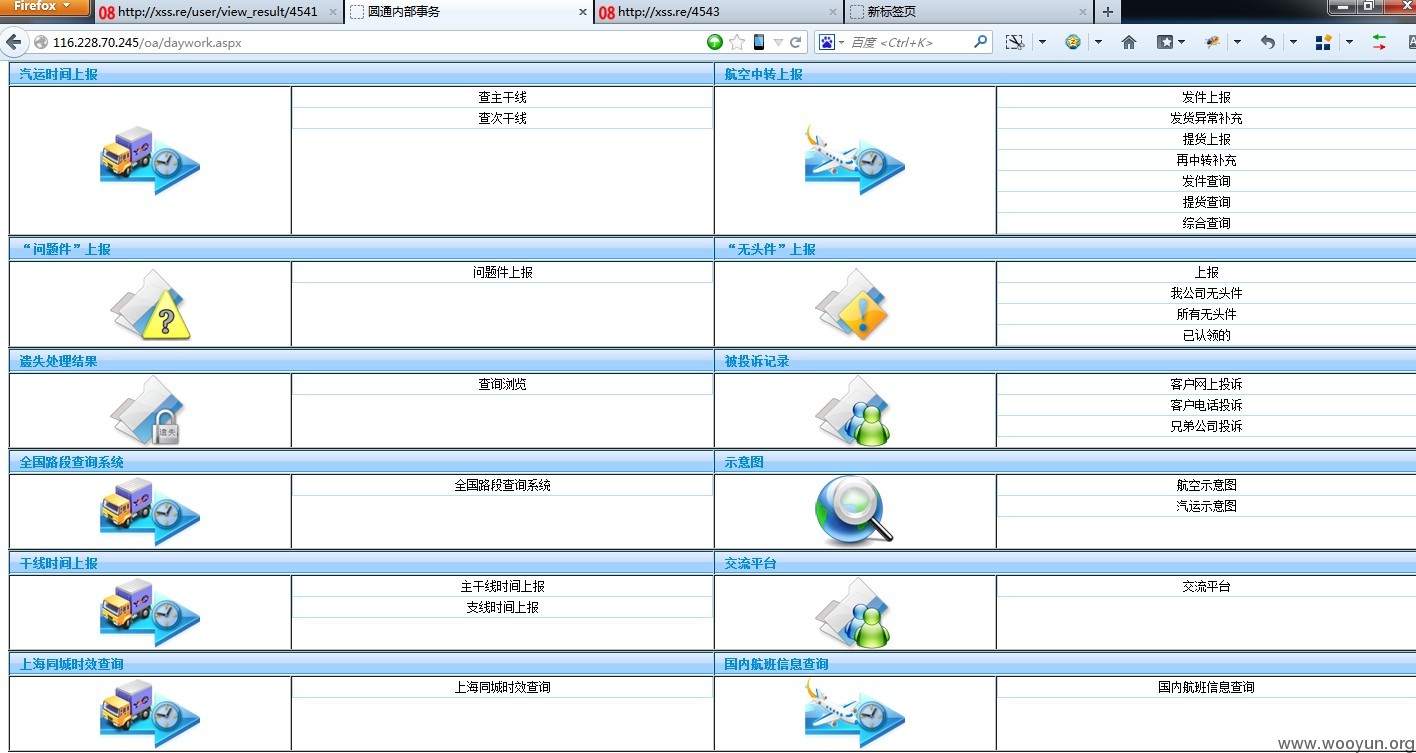 Firefox
08 http://xss.re/user/view_result/4541 ×
圆通内部事务 ×
08 http://xss.re/4543 ×
新标签页 ×
116.228.70.245/oa/daywork.aspx
百度 <Ctrl+K>
汽运时间上报
查主干线
查次干线
航空中转上报
发件上报
发货异常补充
提货上报
再中转补充
发件查询
提货查询
综合查询
“问题件”上报
问题件上报
“无头件”上报
上报
我公司无头件
所有无头件
已认领的
遗失处理结果
遗失
查询浏览
被投诉记录
客户网上投诉
客户电话投诉
兄弟公司投诉
全国路段查询系统
全国路段查询系统
示意图
航空示意图
汽运示意图
干线时间上报
主干线时间上报
支线时间上报
交流平台
交流平台
上海同城时效查询
上海同城时效查询
国内航班信息查询
国内航班信息查询
www.wooyun.org